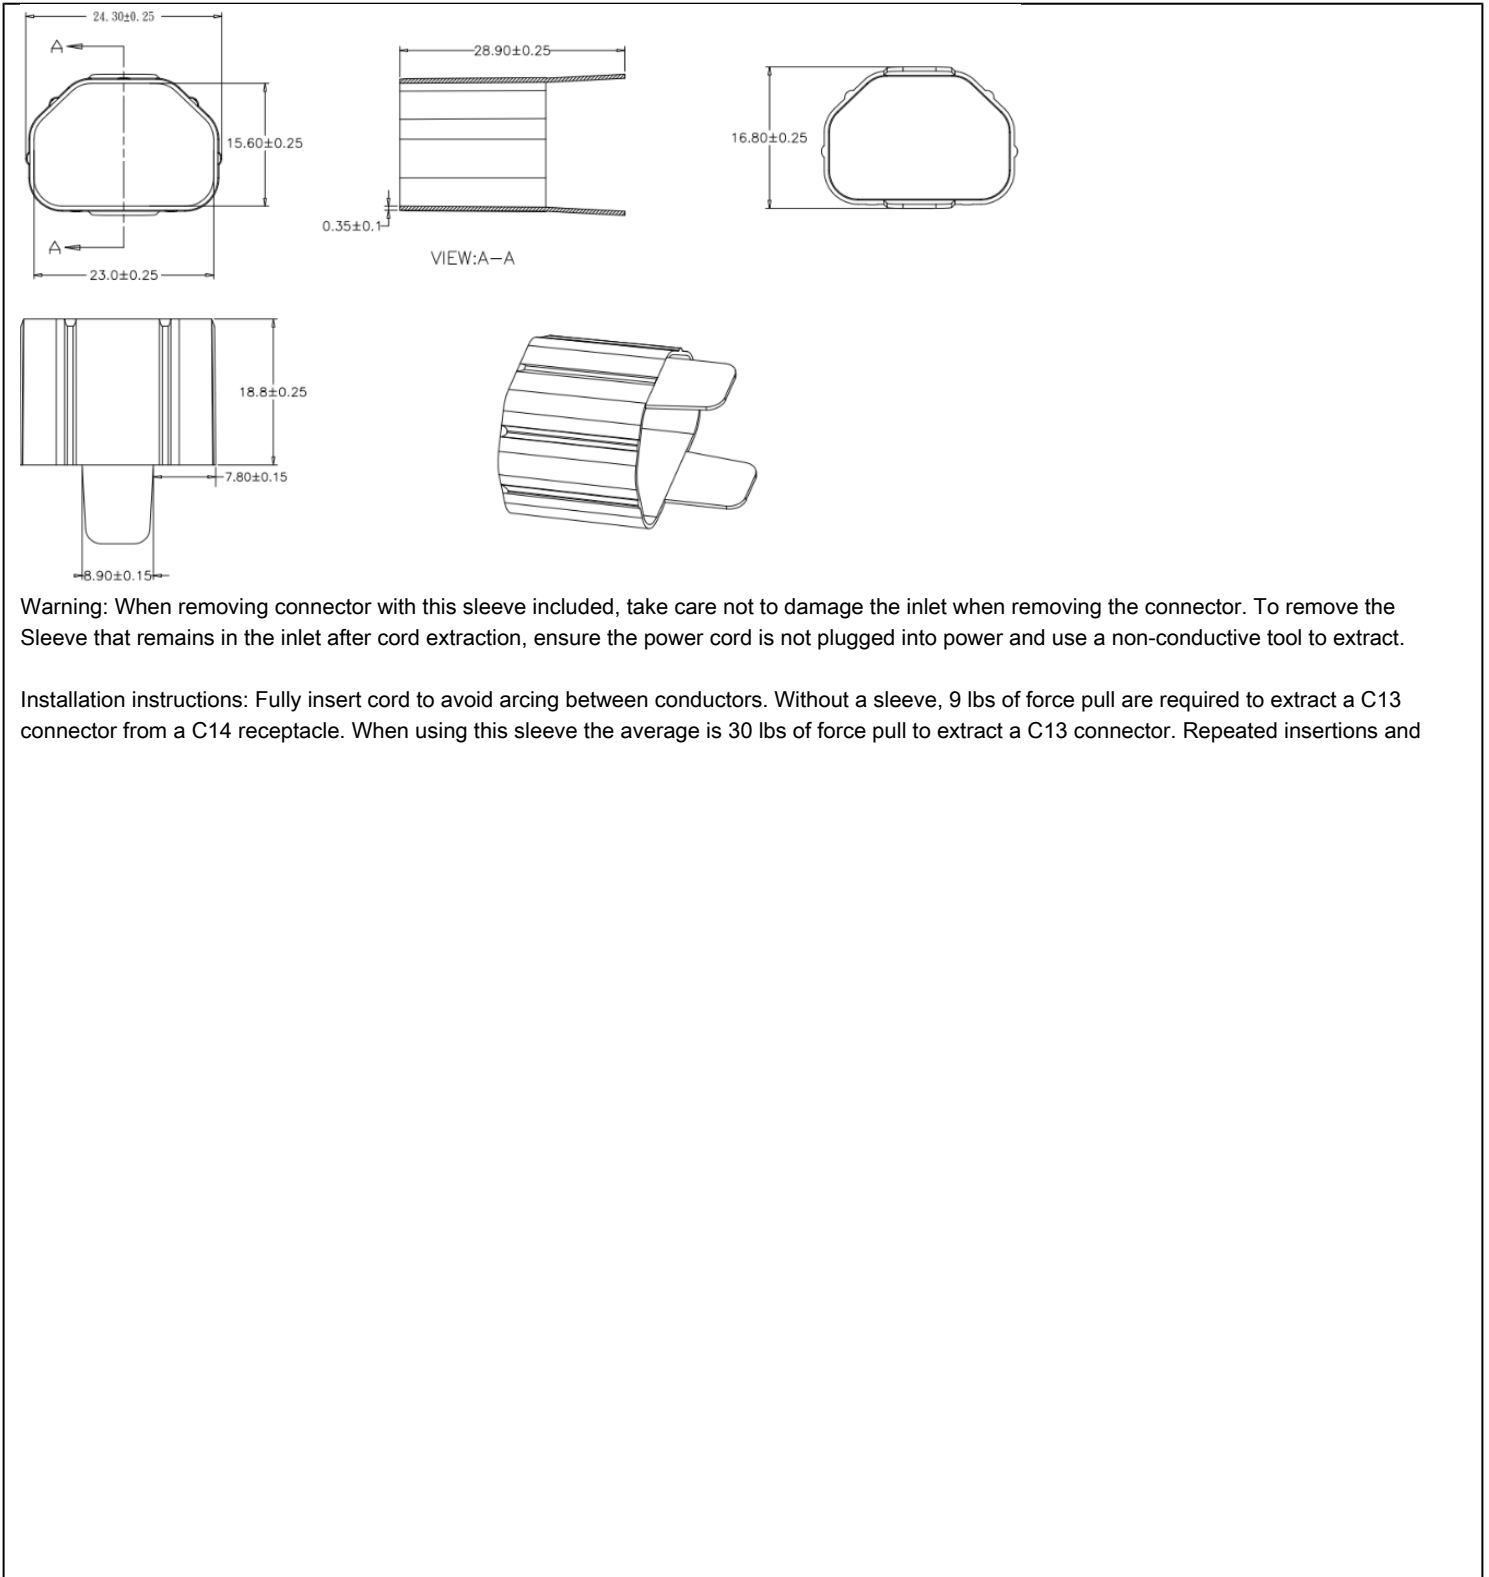 24.30±0.25
A
28.90±0.25
15.60±0.25
16.80±0.25
0.35±0.1
A
VIEW:A—A
23.0±0.25
18.8±0.25
7.80±0.15
8.90±0.15
Warning: When removing connector with this sleeve included, take care not to damage the inlet when removing the connector. To remove the
Sleeve that remains in the inlet after cord extraction, ensure the power cord is not plugged into power and use a non-conductive tool to extract.
Installation instructions: Fully insert cord to avoid arcing between conductors. Without a sleeve, 9 lbs of force pull are required to extract a C13
connector from a C14 receptacle. When using this sleeve the average is 30 lbs of force pull to extract a C13 connector. Repeated insertions and